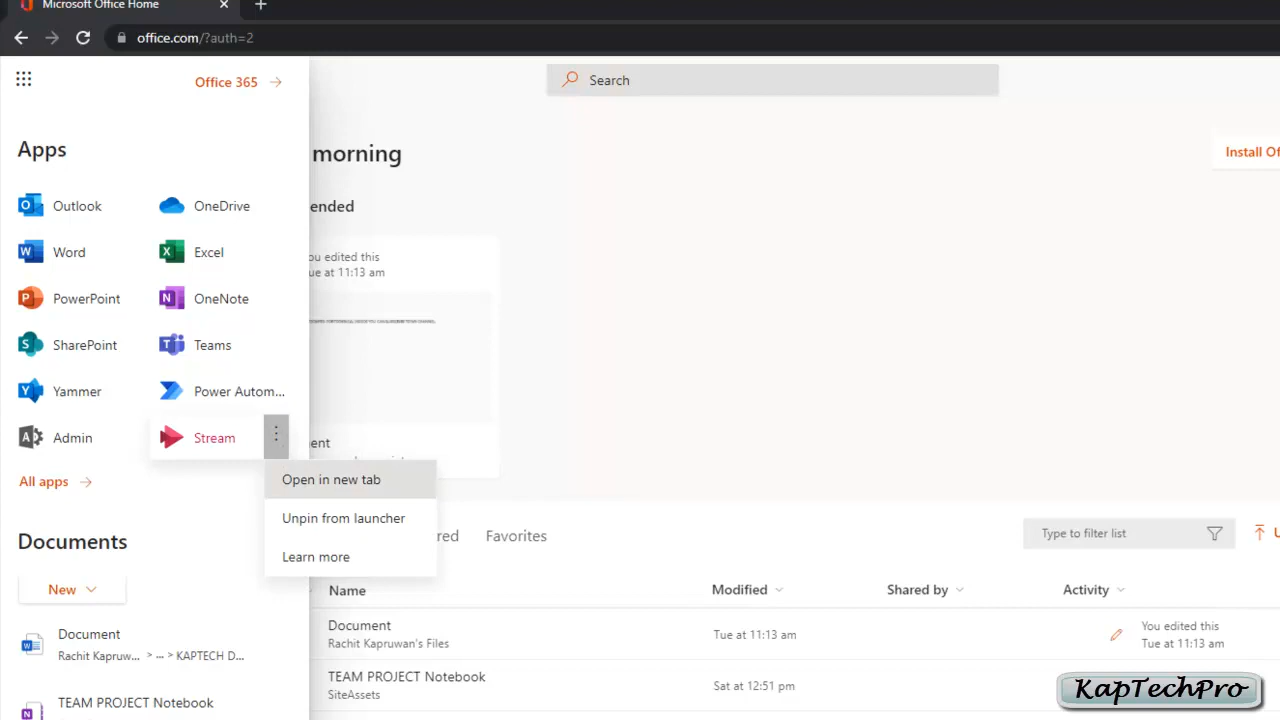 Microsoft Office Home
office.com/?auth=2
Office 365
Search
Apps
morning
Install Of
Outlook
OneDrive
ended
Word
Excel
you edited this
Tue at 11:13 am
PowerPoint
OneNote
SharePoint
Teams
Yammer
Power Autom...
Admin
Stream
ent
All apps
Open in new tab
Unpin from launcher
Learn more
Documents
red
Favorites
Type to filter list
U
New
Name
Modified
Shared by
Activity
Document
Rachit Kapruwan's Files
Tue at 11:13 am
You edited this
Tue at 11:13 am
Document
Rachit Kapruw... > ... > KAPTECH D...
TEAM PROJECT Notebook
SiteAssets
Sat at 12:51 pm
TEAM PROJECT Notebook
KapTechPro